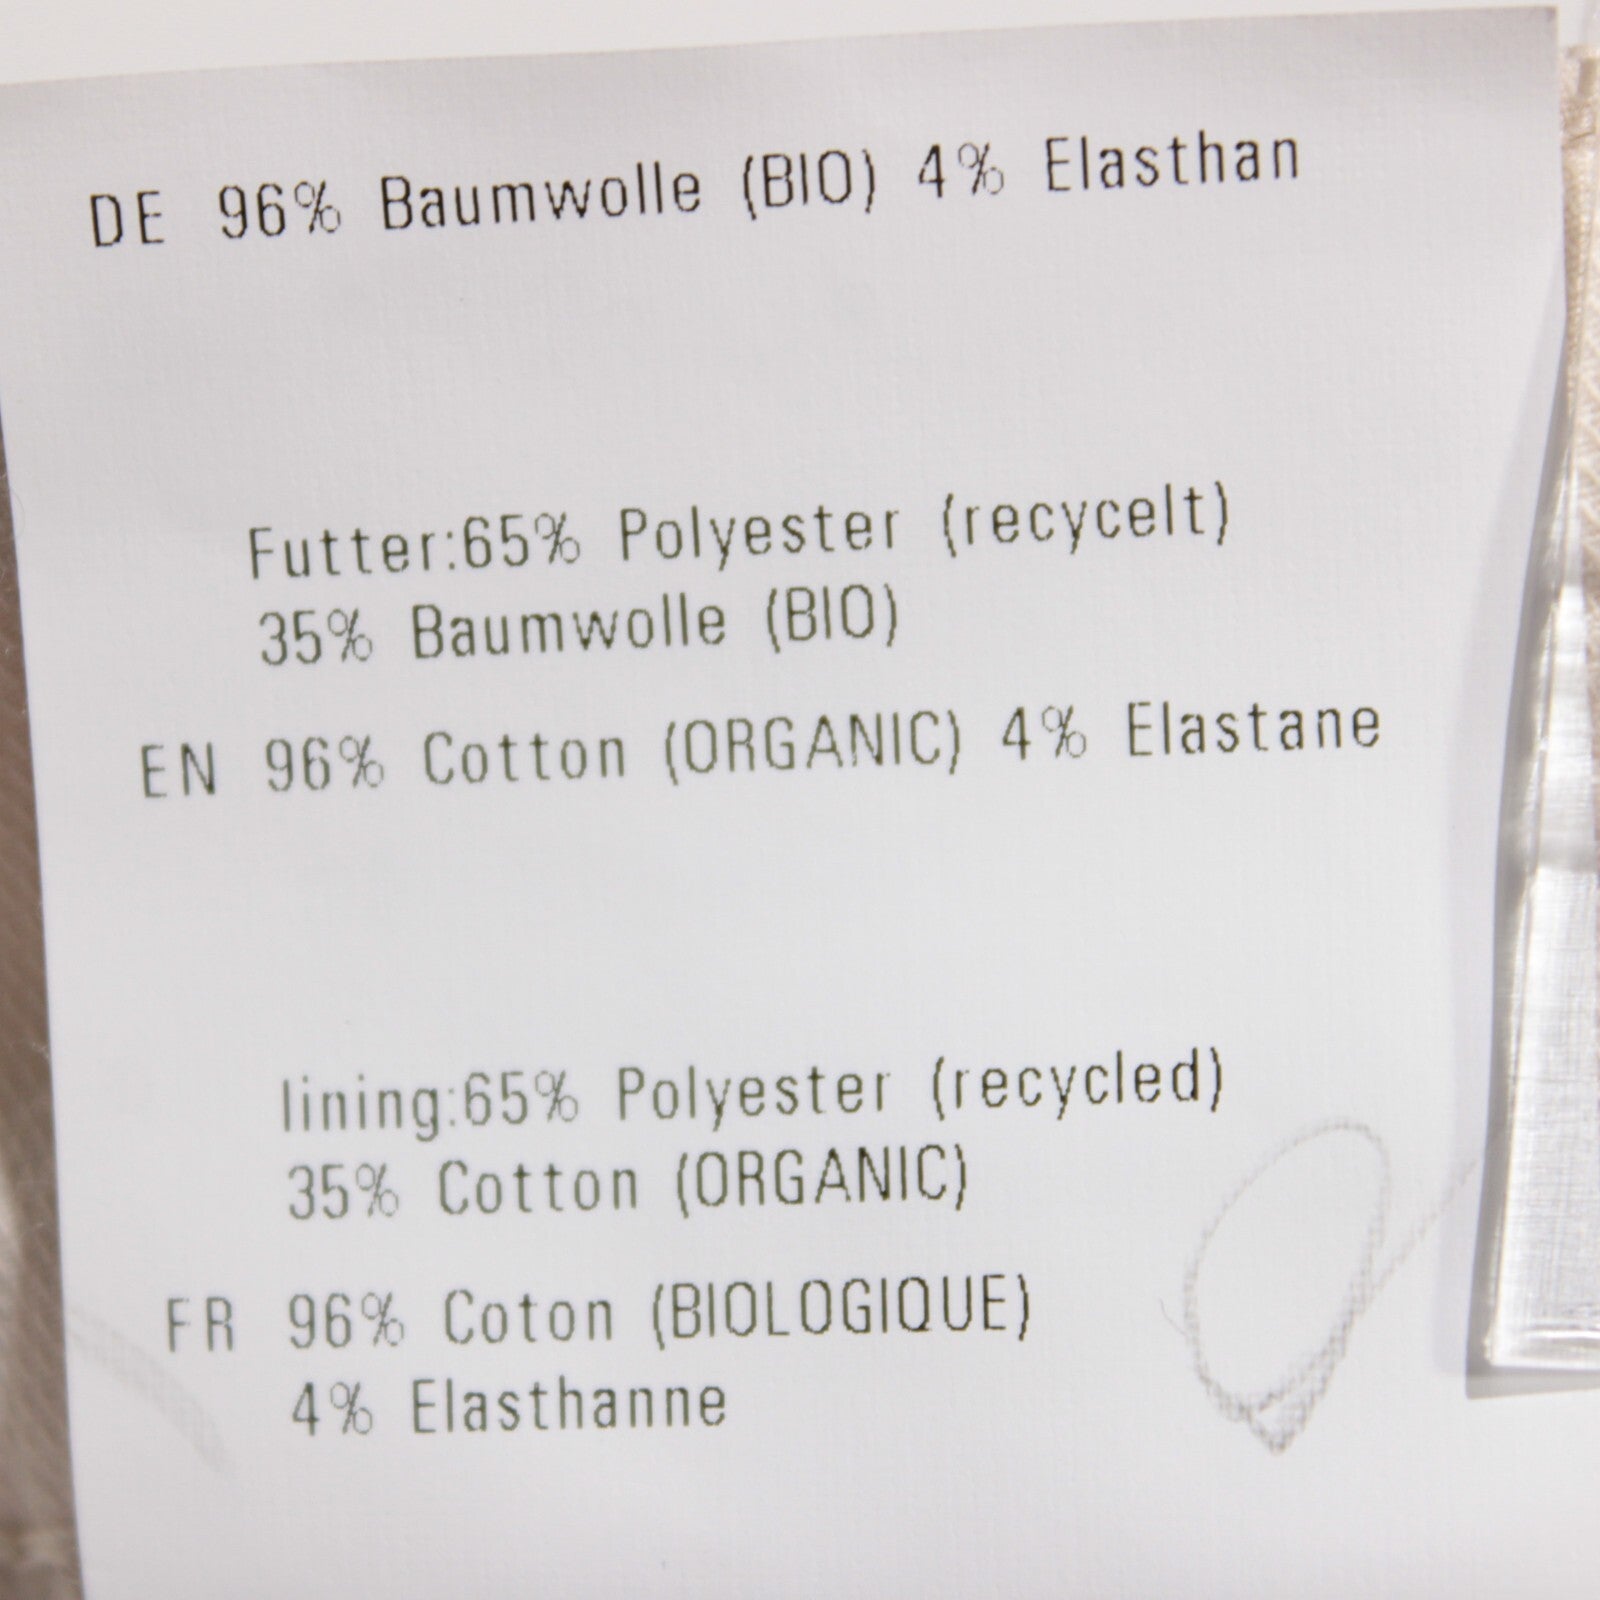 DE 96% Baumwolle (BIO) 4% Elasthan
Futter:65% Polyester (recycelt)
35% Baumwolle (BIO)
EN 96% Cotton (ORGANIC) 4% Elastane
lining:65% Polyester (recycled)
35% Cotton (ORGANIC)
FR 96% Coton (BIOLOGIQUE)
4% Elasthanne